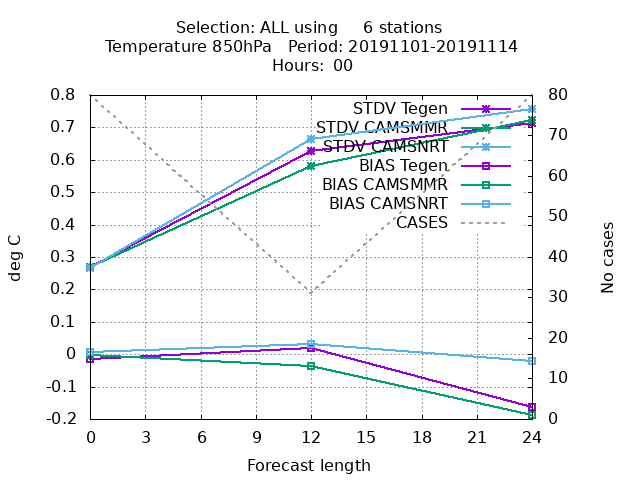 Selection: ALL using 6 stations
Temperature 850hPa Period: 20191101-20191114
Hours: 00
0.8
0.7
0.6
0.5
0.4
0.3
0.2
0.1
0
-0.1
-0.2
deg C
STDV Tegen
STDV CAMSMMR
STDV CAMSNRT
BIAS Tegen
BIAS CAMSMMR
BIAS CAMSNRT
CASES
80
70
60
50
40
30
20
10
0
No cases
0 3 6 9 12 15 18 21 24
Forecast length